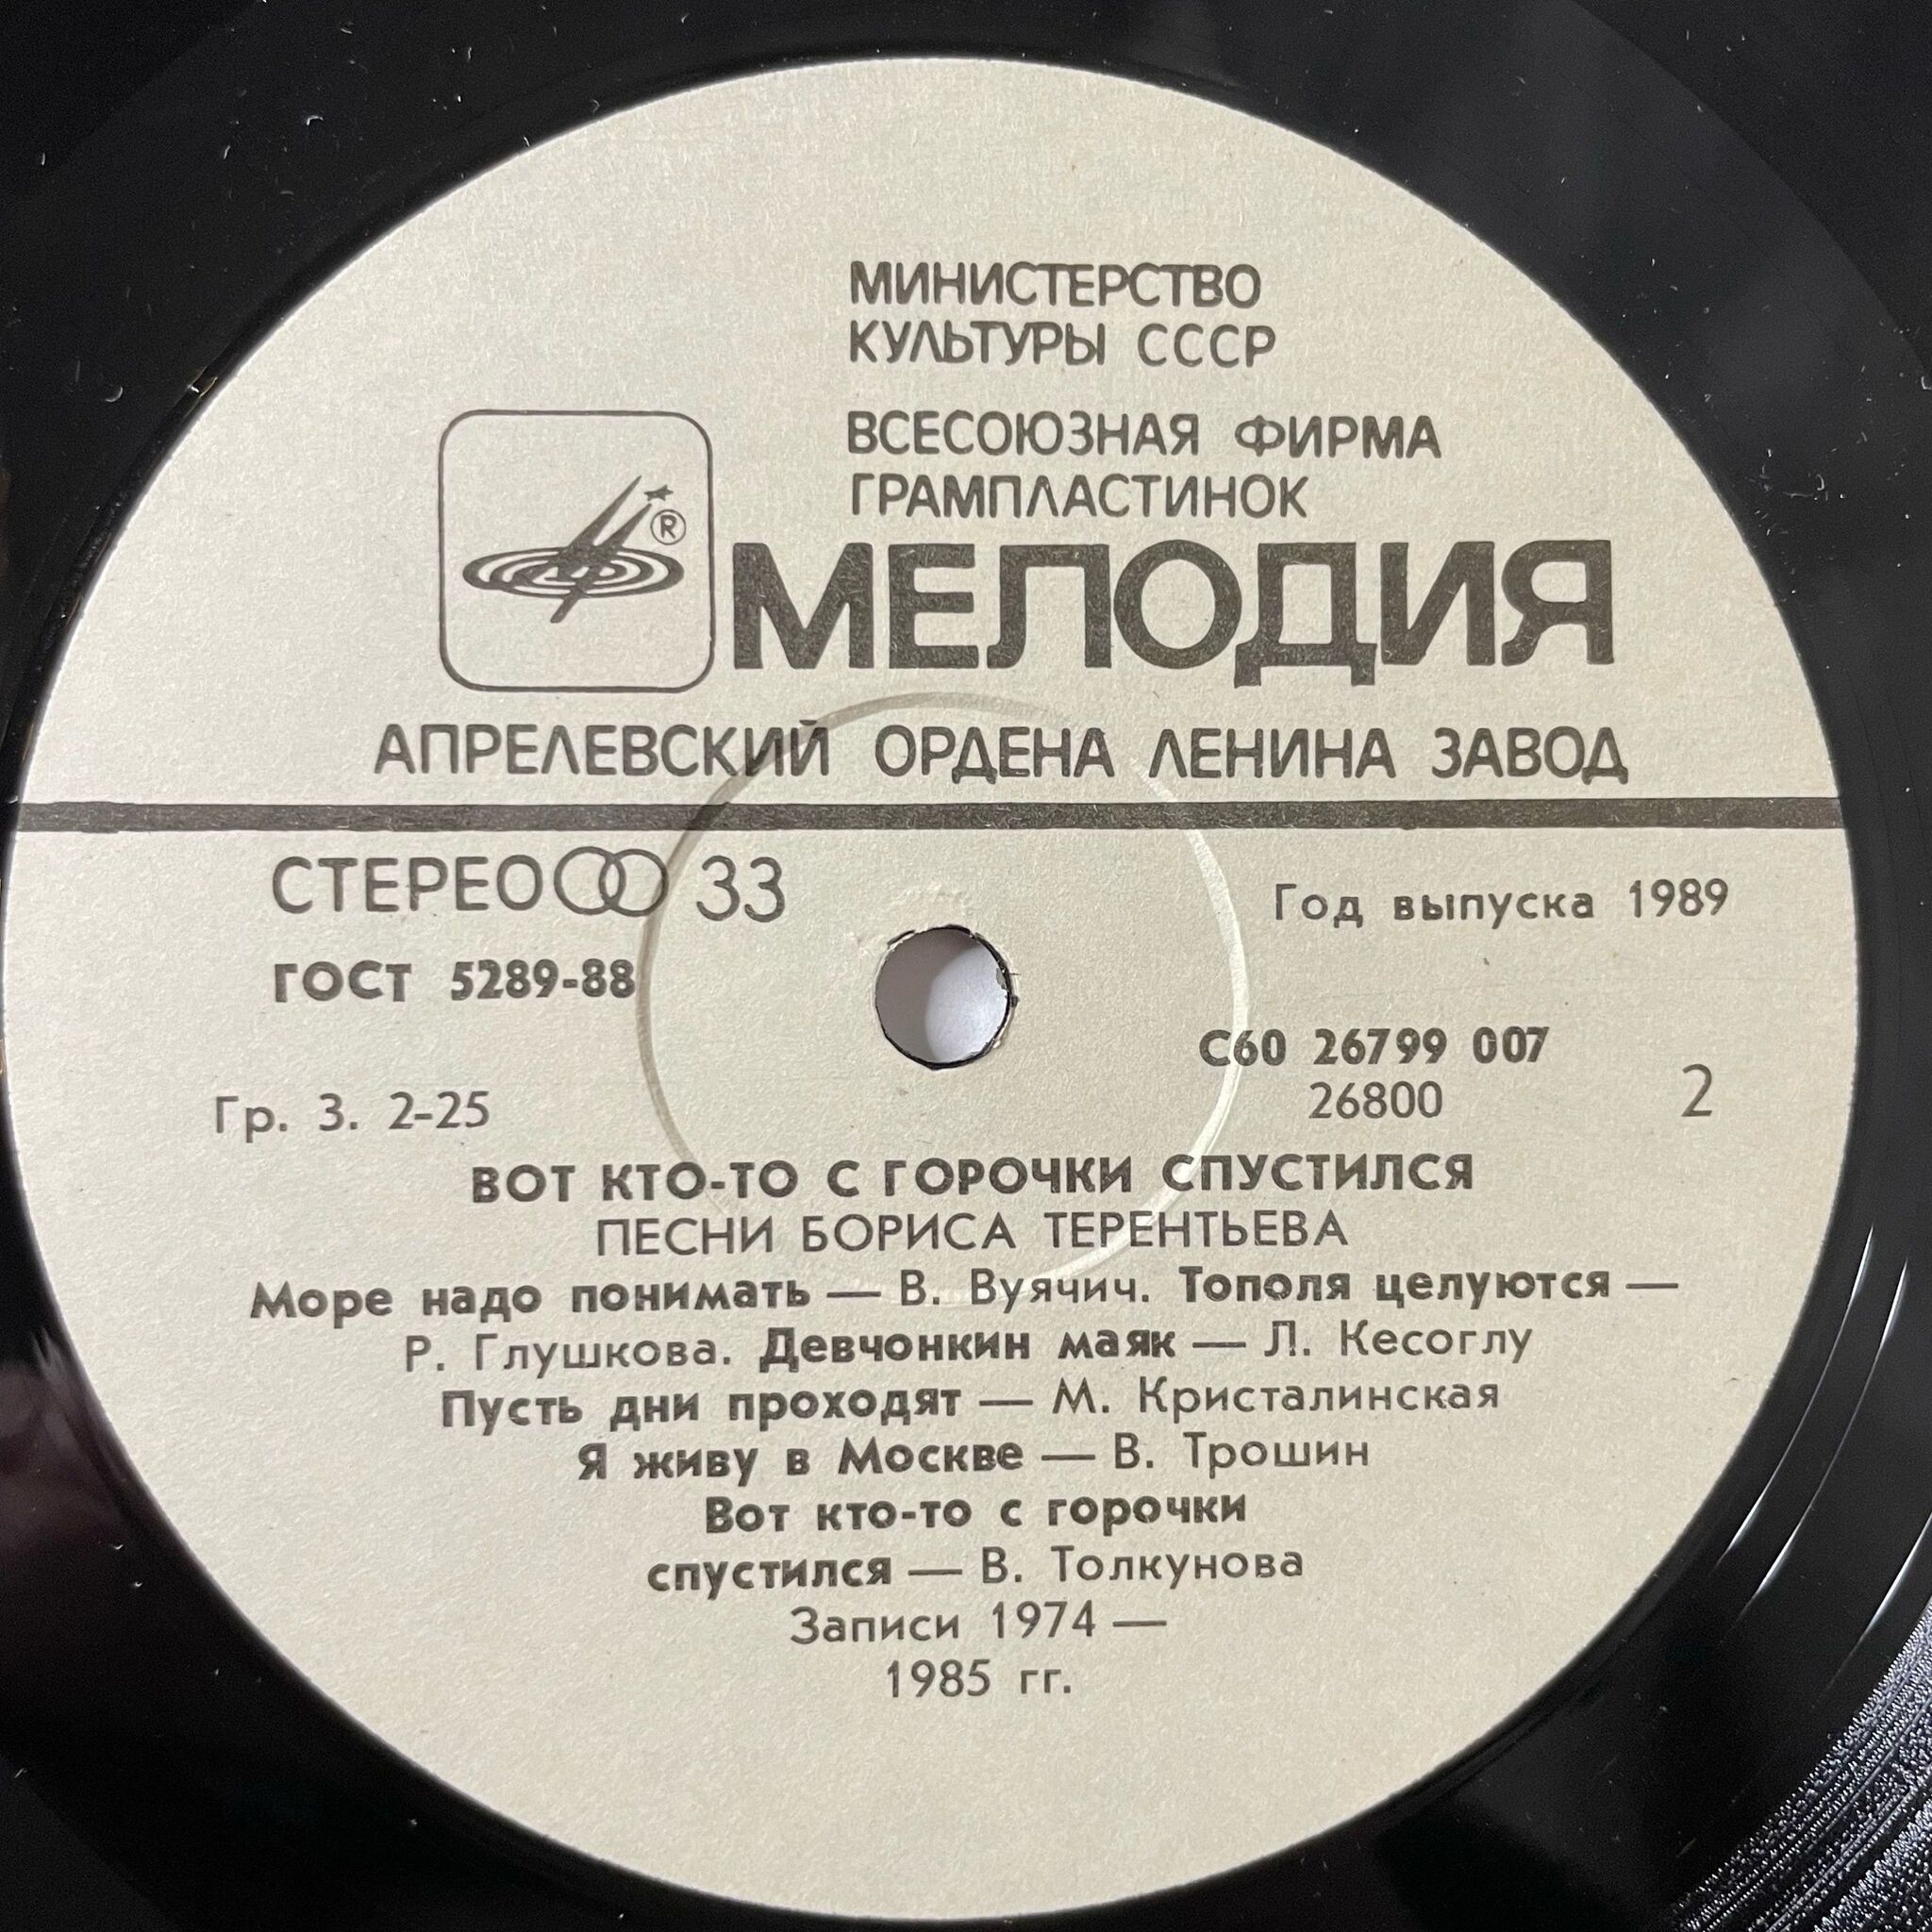 МИНИСТЕРСТВО
КУЛЬТУРЫ СССР
ВСЕСОЮЗНАЯ ФИРМА
ГРАМПЛАСТИНОК
®
МЕЛОДИЯ
АПРЕЛЕВСКИЙ ОРДЕНА ЛЕНИНА ЗАВОД
СТЕРЕО 33
Год выпуска 1989
ГОСТ 5289-88
С60 26799 007
26800
2
Гр. 3. 2-25
ВОТ КТО-ТО С ГОРОЧКИ СПУСТИЛСЯ
ПЕСНИ БОРИСА ТЕРЕНТЬЕВА
Море надо понимать — В. Вуячич. Тополя целуются —
Р. Глушкова. Девчонкин маяк — Л. Кесоглу
Пусть дни проходят — М. Кристалинская
Я живу в Москве — В. Трошин
Вот кто-то с горочки
спустился — В. Толкунова
Записи 1974 —
1985 гг.